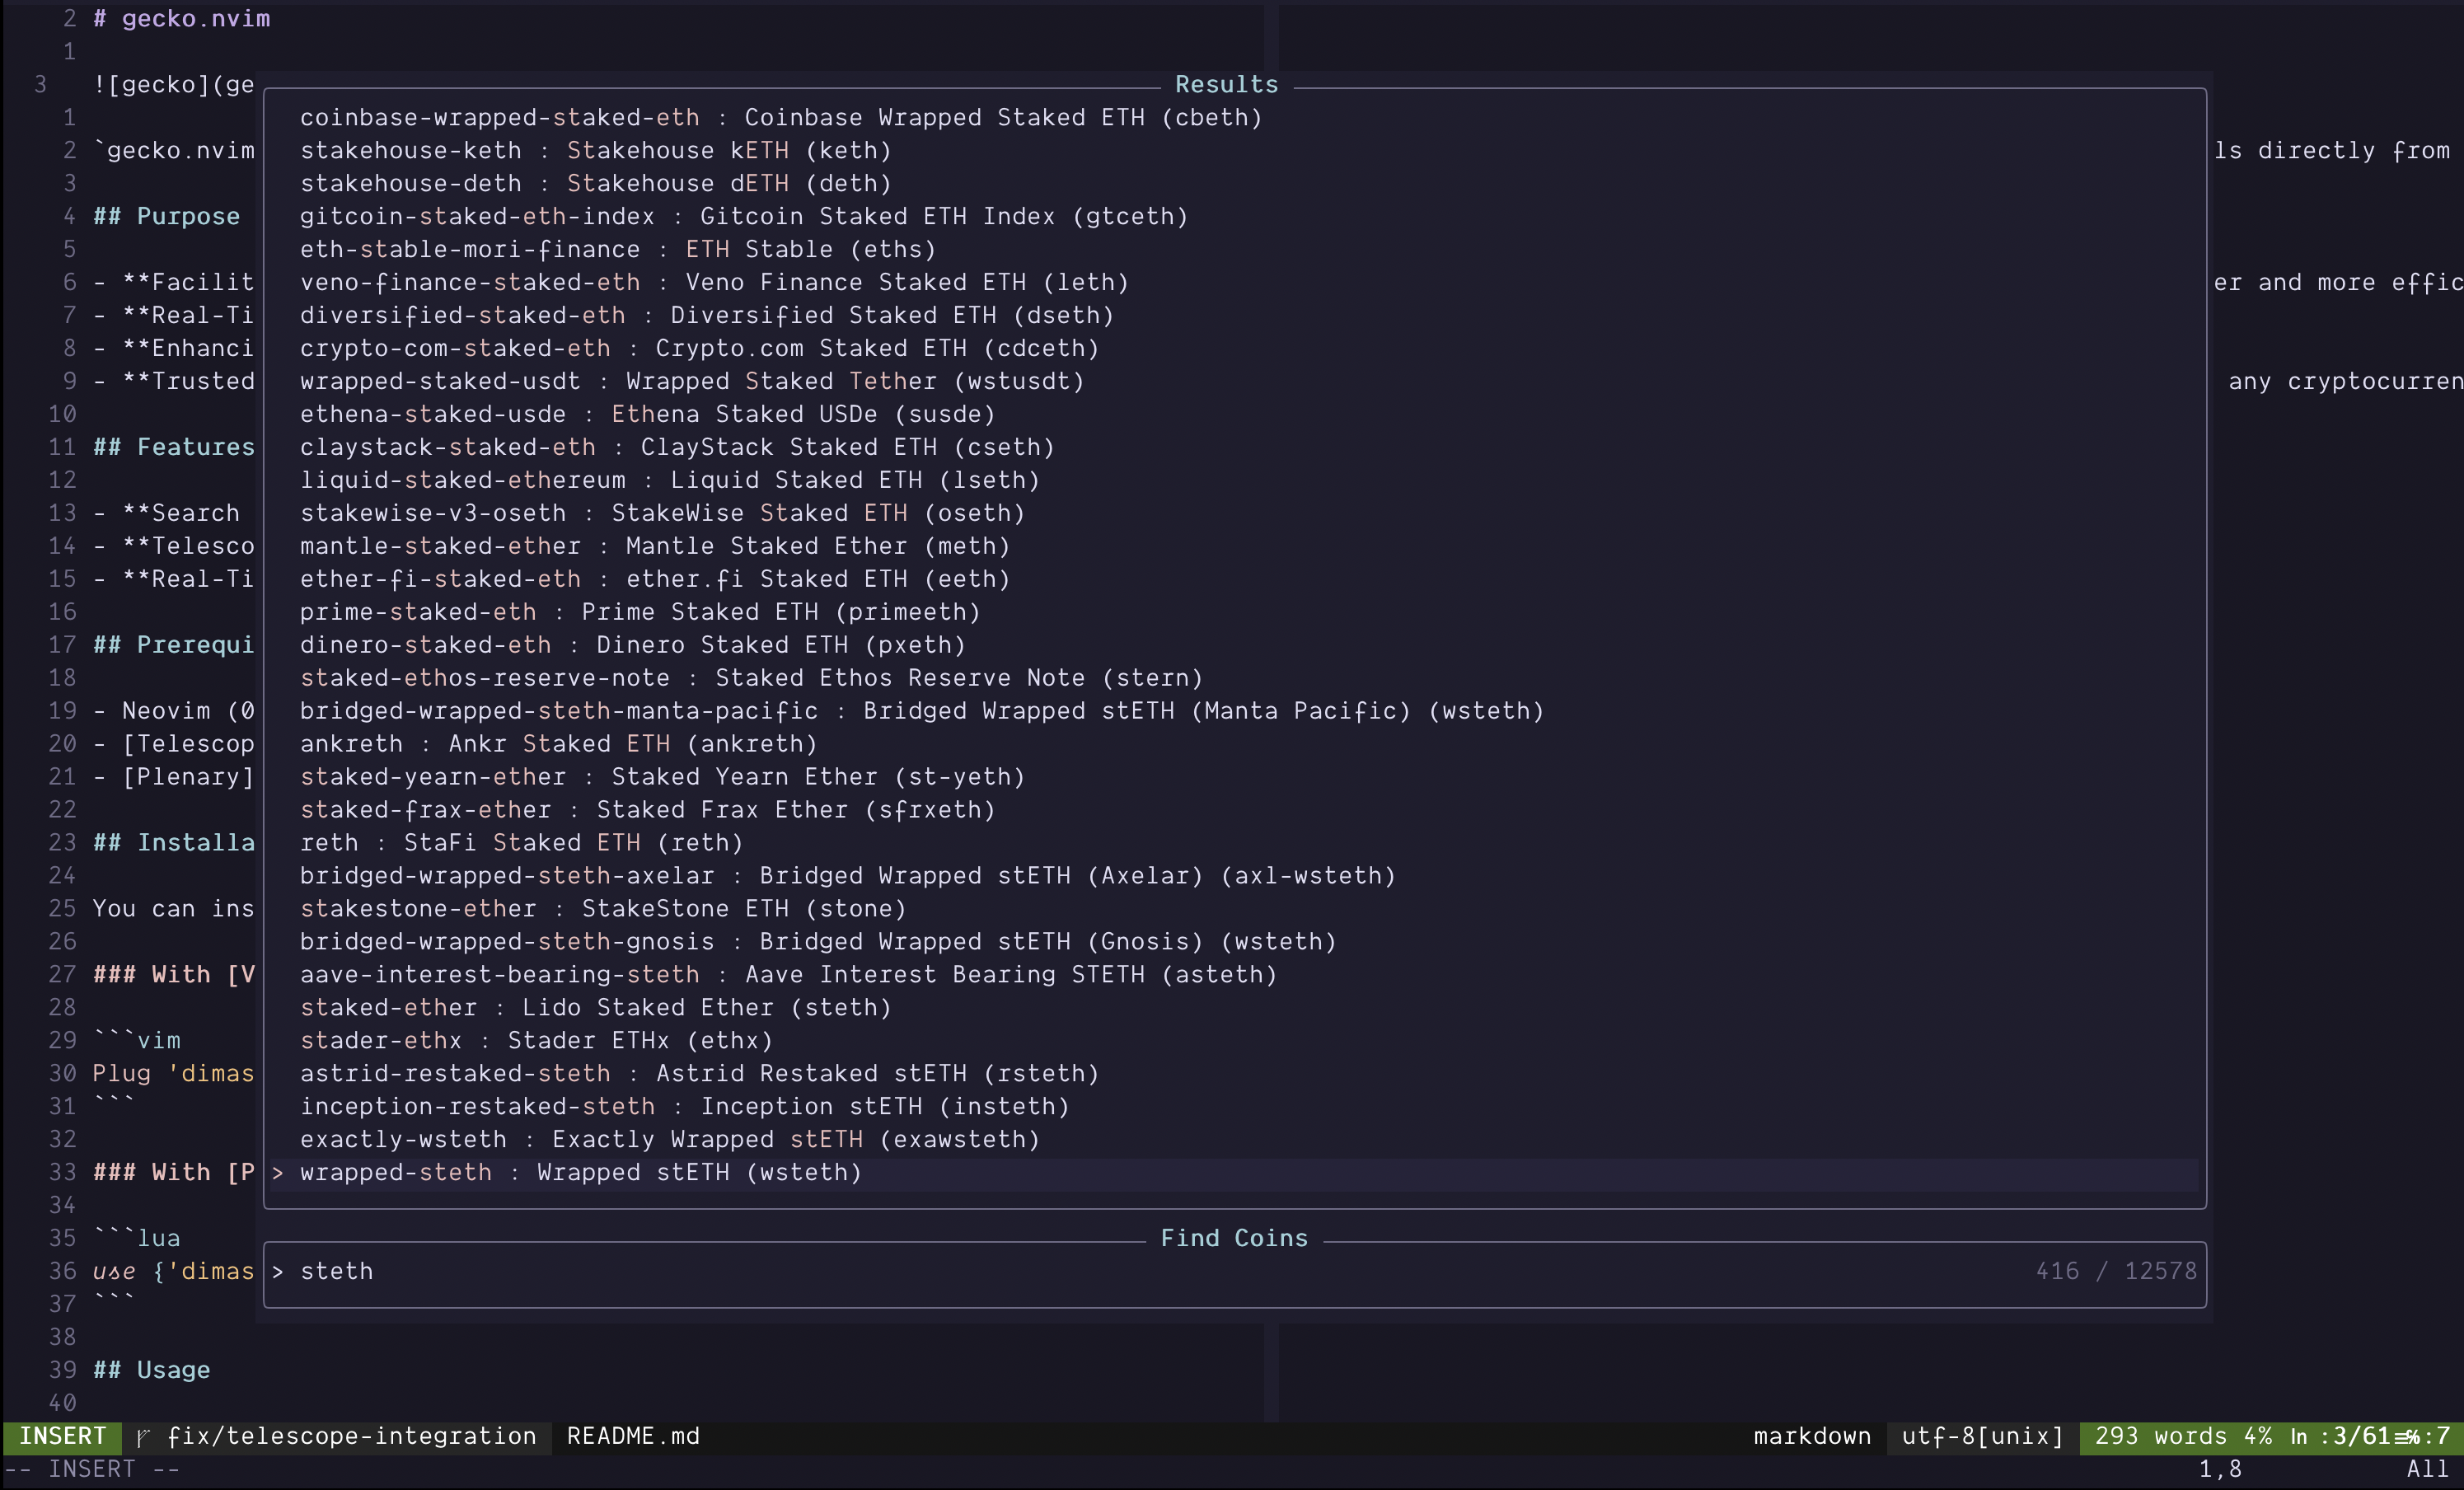 2 # gecko.nvim
1
3 ![gecko](ge
Results
1 coinbase-wrapped-staked-eth : Coinbase Wrapped Staked ETH (cbeth)
2 `gecko.nvim stakehouse-keth : Stakehouse kETH (keth) ls directly from
3 stakehouse-deth : Stakehouse dETH (deth)
4 ## Purpose gitcoin-staked-eth-index : Gitcoin Staked ETH Index (gtceth)
5 eth-stable-mori-finance : ETH Stable (eths)
6 - **Facilit veno-finance-staked-eth : Veno Finance Staked ETH (leth) er and more effic
7 - **Real-Ti diversified-staked-eth : Diversified Staked ETH (dseth)
8 - **Enhanci crypto-com-staked-eth : Crypto.com Staked ETH (cdceth)
9 - **Trusted wrapped-staked-usdt : Wrapped Staked Tether (wstusdt) any cryptocurren
10 ethena-staked-usde : Ethena Staked USDe (susde)
11 ## Features claystack-staked-eth : ClayStack Staked ETH (cseth)
12 liquid-staked-ethereum : Liquid Staked ETH (lseth)
13 - **Search stakewise-v3-oseth : StakeWise Staked ETH (oseth)
14 - **Telesco mantle-staked-ether : Mantle Staked Ether (meth)
15 - **Real-Ti ether-fi-staked-eth : ether.fi Staked ETH (eeth)
16 prime-staked-eth : Prime Staked ETH (primeeth)
17 ## Prerequi dinero-staked-eth : Dinero Staked ETH (pxeth)
18 staked-ethos-reserve-note : Staked Ethos Reserve Note (stern)
19 - Neovim (0 bridged-wrapped-steth-manta-pacific : Bridged Wrapped stETH (Manta Pacific) (wsteth)
20 - [Telescop ankreth : Ankr Staked ETH (ankreth)
21 - [Plenary] staked-yearn-ether : Staked Yearn Ether (st-yeth)
22 staked-frax-ether : Staked Frax Ether (sfrxeth)
23 ## Installa reth : StaFi Staked ETH (reth)
24 bridged-wrapped-steth-axelar : Bridged Wrapped stETH (Axelar) (axl-wsteth)
25 You can ins stakestone-ether : StakeStone ETH (stone)
26 bridged-wrapped-steth-gnosis : Bridged Wrapped stETH (Gnosis) (wsteth)
27 ### With [V aave-interest-bearing-steth : Aave Interest Bearing STETH (asteth)
28 staked-ether : Lido Staked Ether (steth)
29 ```vim stader-ethx : Stader ETHx (ethx)
30 Plug 'dimas astrid-restaked-steth : Astrid Restaked stETH (rsteth)
31 ``` inception-restaked-steth : Inception stETH (insteth)
32 exactly-wsteth : Exactly Wrapped stETH (exawsteth)
33 ### With [P > wrapped-steth : Wrapped stETH (wsteth)
34
35 ```lua Find Coins
36 use {'dimas > steth 416 / 12578
37 ```
38
39 ## Usage
40
INSERT fix/telescope-integration README.md markdown utf-8[unix] 293 words 4% ln :3/61≡%:7
-- INSERT -- 1,8 All